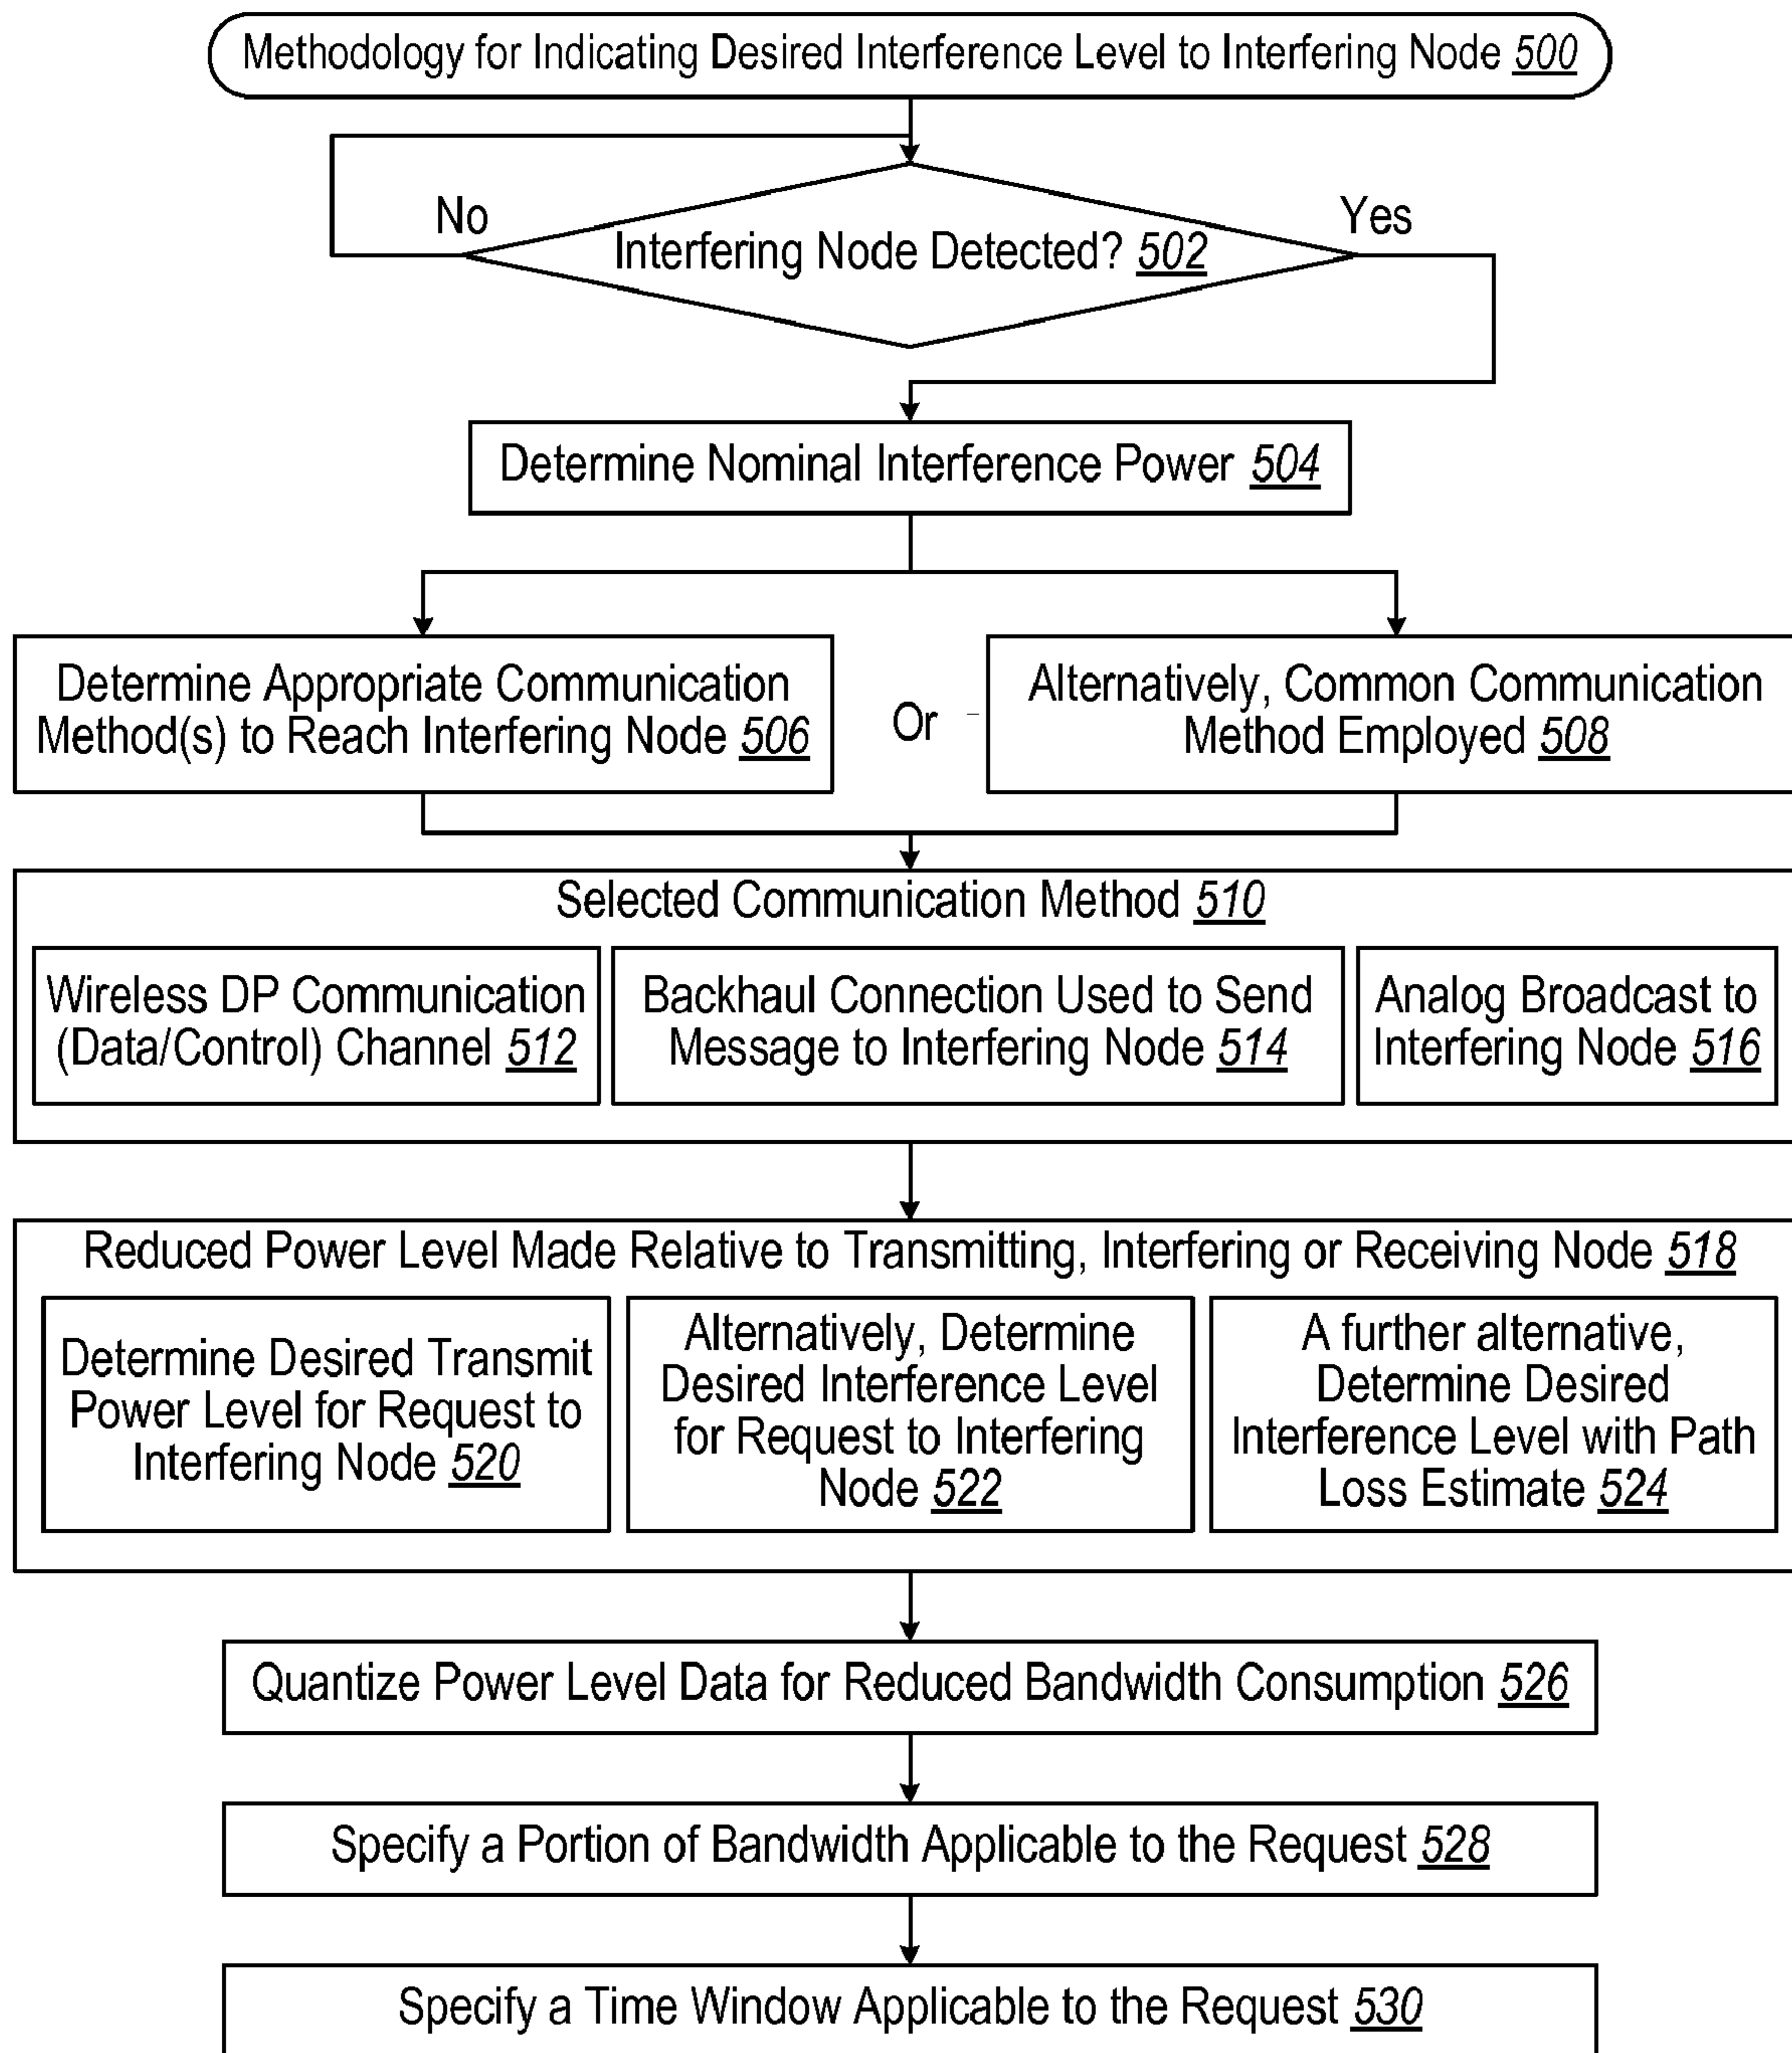 Methodology for Indicating Desired Interference Level to Interfering Node 500
No
Yes
Interfering Node Detected? 502
Determine Nominal Interference Power 504
Determine Appropriate Communication
Method(s) to Reach Interfering Node 506
Or
Alternatively, Common Communication
Method Employed 508
Selected Communication Method 510
Wireless DP Communication
(Data/Control) Channel 512
Backhaul Connection Used to Send
Message to Interfering Node 514
Analog Broadcast to
Interfering Node 516
Reduced Power Level Made Relative to Transmitting, Interfering or Receiving Node 518
Determine Desired Transmit
Power Level for Request to
Interfering Node 520
Alternatively, Determine
Desired Interference Level
for Request to Interfering
Node 522
A further alternative,
Determine Desired
Interference Level with Path
Loss Estimate 524
Quantize Power Level Data for Reduced Bandwidth Consumption 526
Specify a Portion of Bandwidth Applicable to the Request 528
Specify a Time Window Applicable to the Request 530